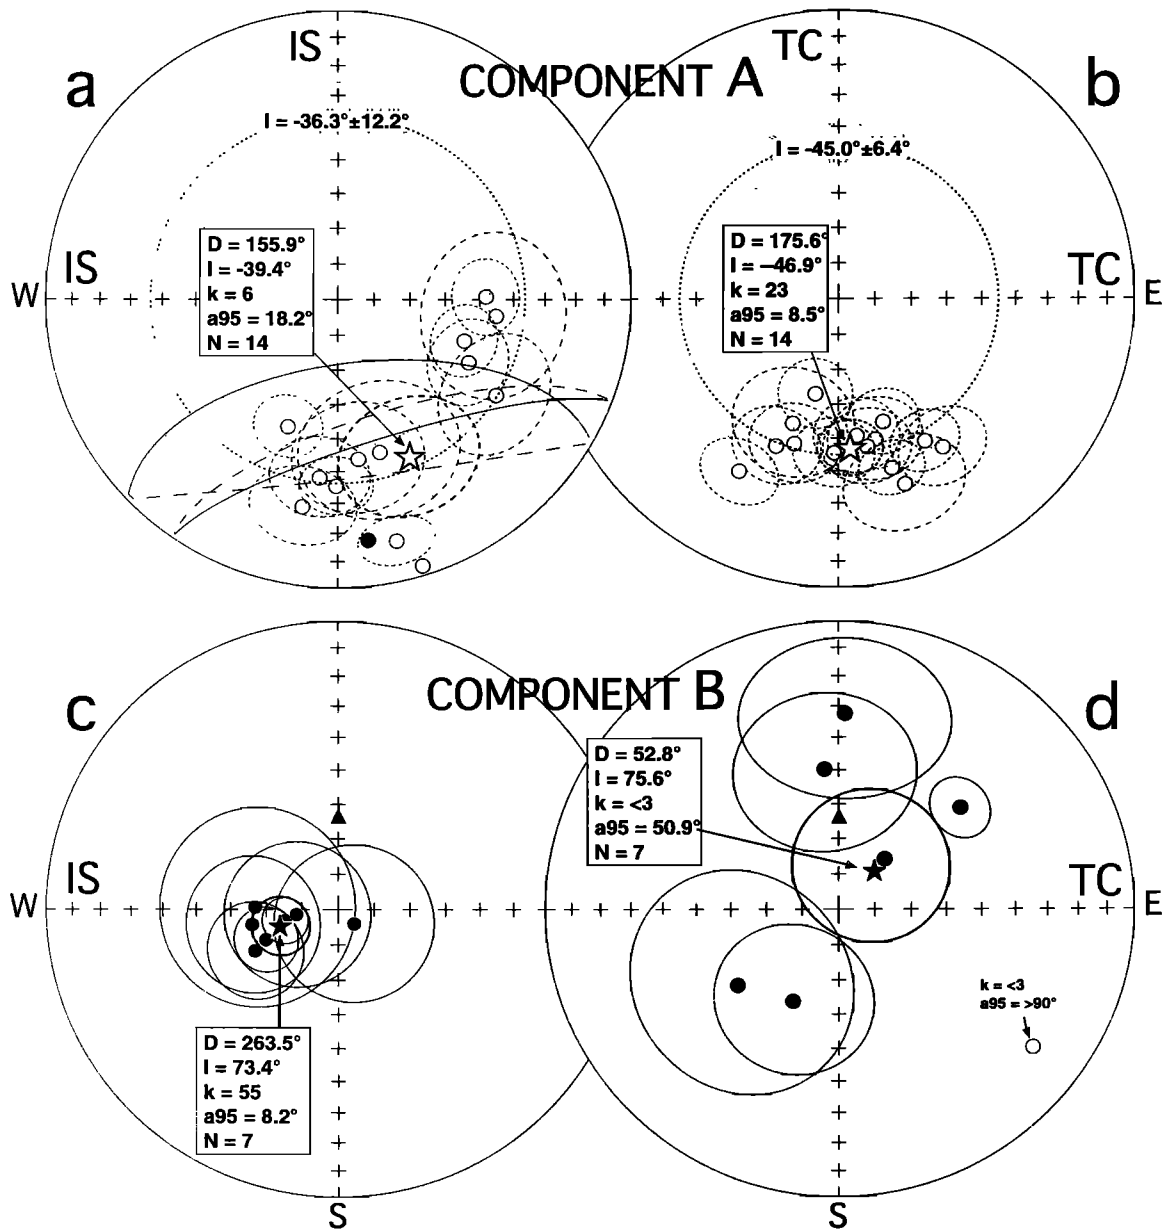 IS
TC
a
COMPONENT A
b
I = -36.3°±12.2°
I = -45.0°±6.4°
D = 155.9°
I = -39.4°
k = 6
a95 = 18.2°
N = 14
D = 175.6°
I = –46.9°
k = 23
a95 = 8.5°
N = 14
IS
TC
W
E
COMPONENT B
c
d
D = 52.8°
I = 75.6°
k = <3
a95 = 50.9°
N = 7
IS
TC
W
E
k = <3
a95 = >90°
D = 263.5°
I = 73.4°
k = 55
a95 = 8.2°
N = 7
S
S